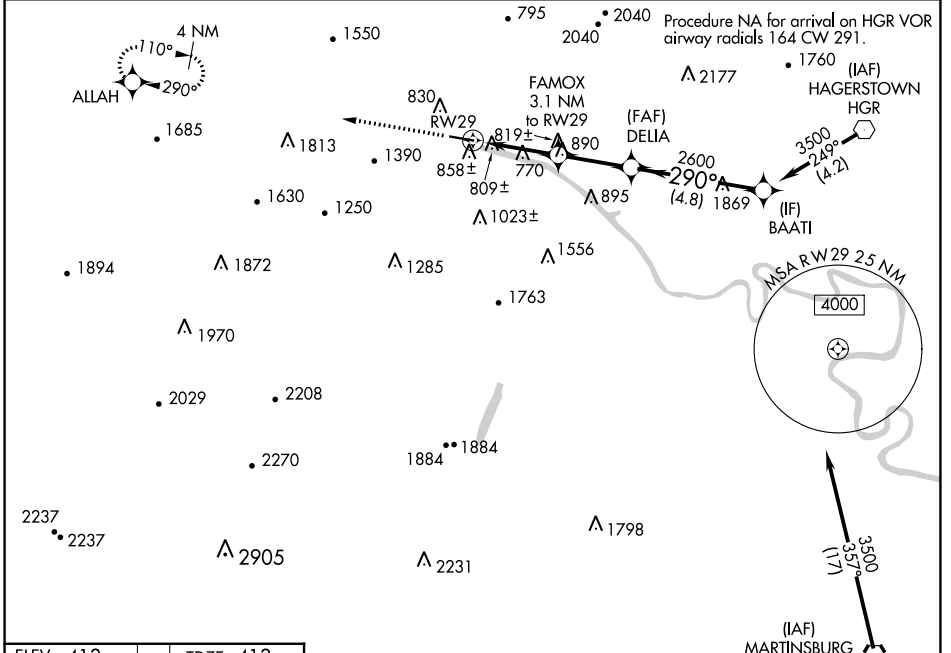 795
2040
2040
Procedure NA for arrival on HGR VOR
airway radials 164 CW 291.
1550
4 NM
110°
290°
ALLAH
1760
2177
(IAF)
HAGERSTOWN
HGR
FAMOX
3.1 NM
to RW29
830
RW29
(FAF)
DELIA
1685
1813
819±
890
3500
249°
(4.2)
1390
858±
770
809±
2600
290°
(4.8)
1869
895
(IF)
BAATI
1630
1250
1023±
1556
1894
1872
1285
MSA RW29 25 NM
4000
1763
1970
2029
2208
1884
1884
2270
2237
2237
2905
2231
1798
3500
357°
(17)
(IAF)
MARTINSBURG